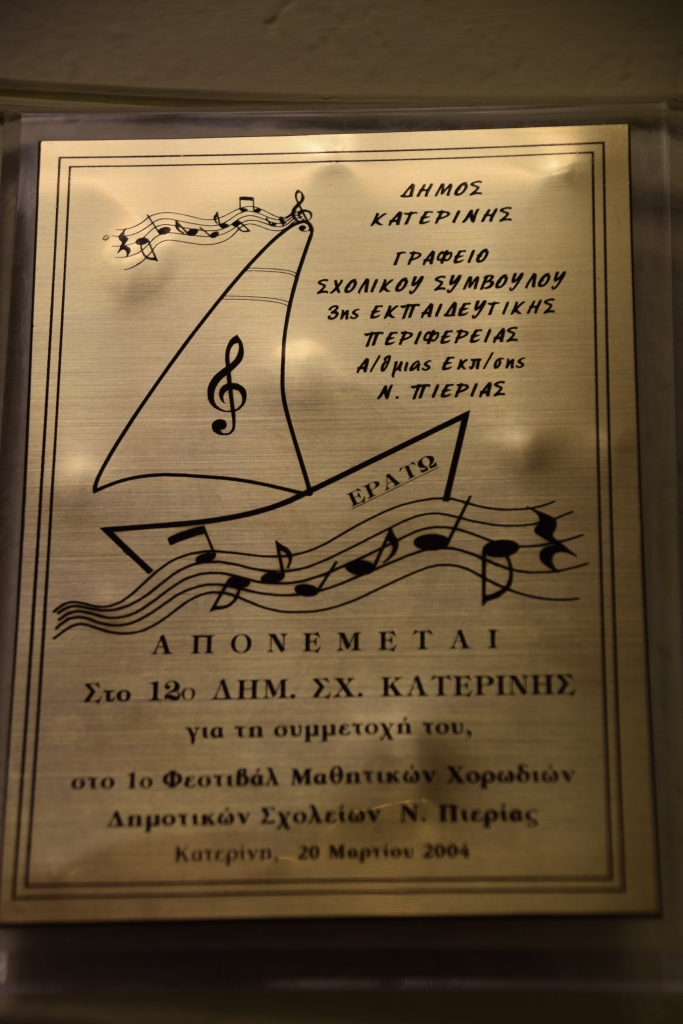 ΔΗΜΟΣ
ΚΑΤΕΡΙΝΗΣ
ΓΡΑΦΕΙΟ
ΣΧΟΛΙΚΟΥ ΣΥΜΒΟΥΛΟΥ
3ης ΕΚΠΑΙΔΕΥΤΙΚΗΣ
ΠΕΡΙΦΕΡΕΙΑΣ
Α/θμιας Εκπ/σης
Ν. ΠΙΕΡΙΑΣ
ΕΡΑΤΩ
ΑΠΟΝΕΜΕΤΑΙ
Στο 12ο ΔΗΜ. ΣΧ. ΚΑΤΕΡΙΝΗΣ
για τη συμμετοχή του,
στο 1ο Φεστιβάλ Μαθητικών Χορωδιών
Δημοτικών Σχολείων Ν. Πιερίας
Κατερίνη, 20 Μαρτίου 2004